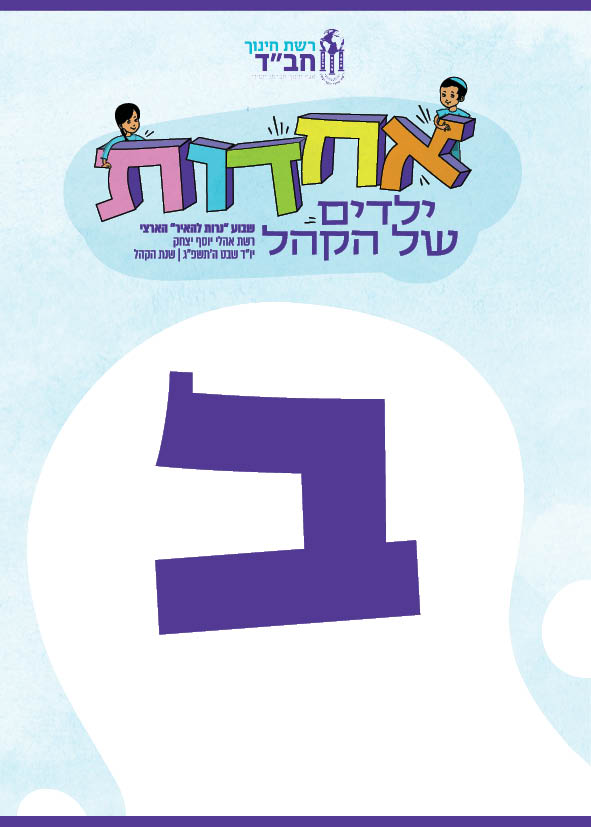 רשת חינוך
חב״ד
אחדות
ילדים
של הקהל
שבוע "נרות להאיר" הארצי
רשת אהלי יוסף יצחק
יו"ד שבט ה'תשפ"ג | שנת הקהל
ב